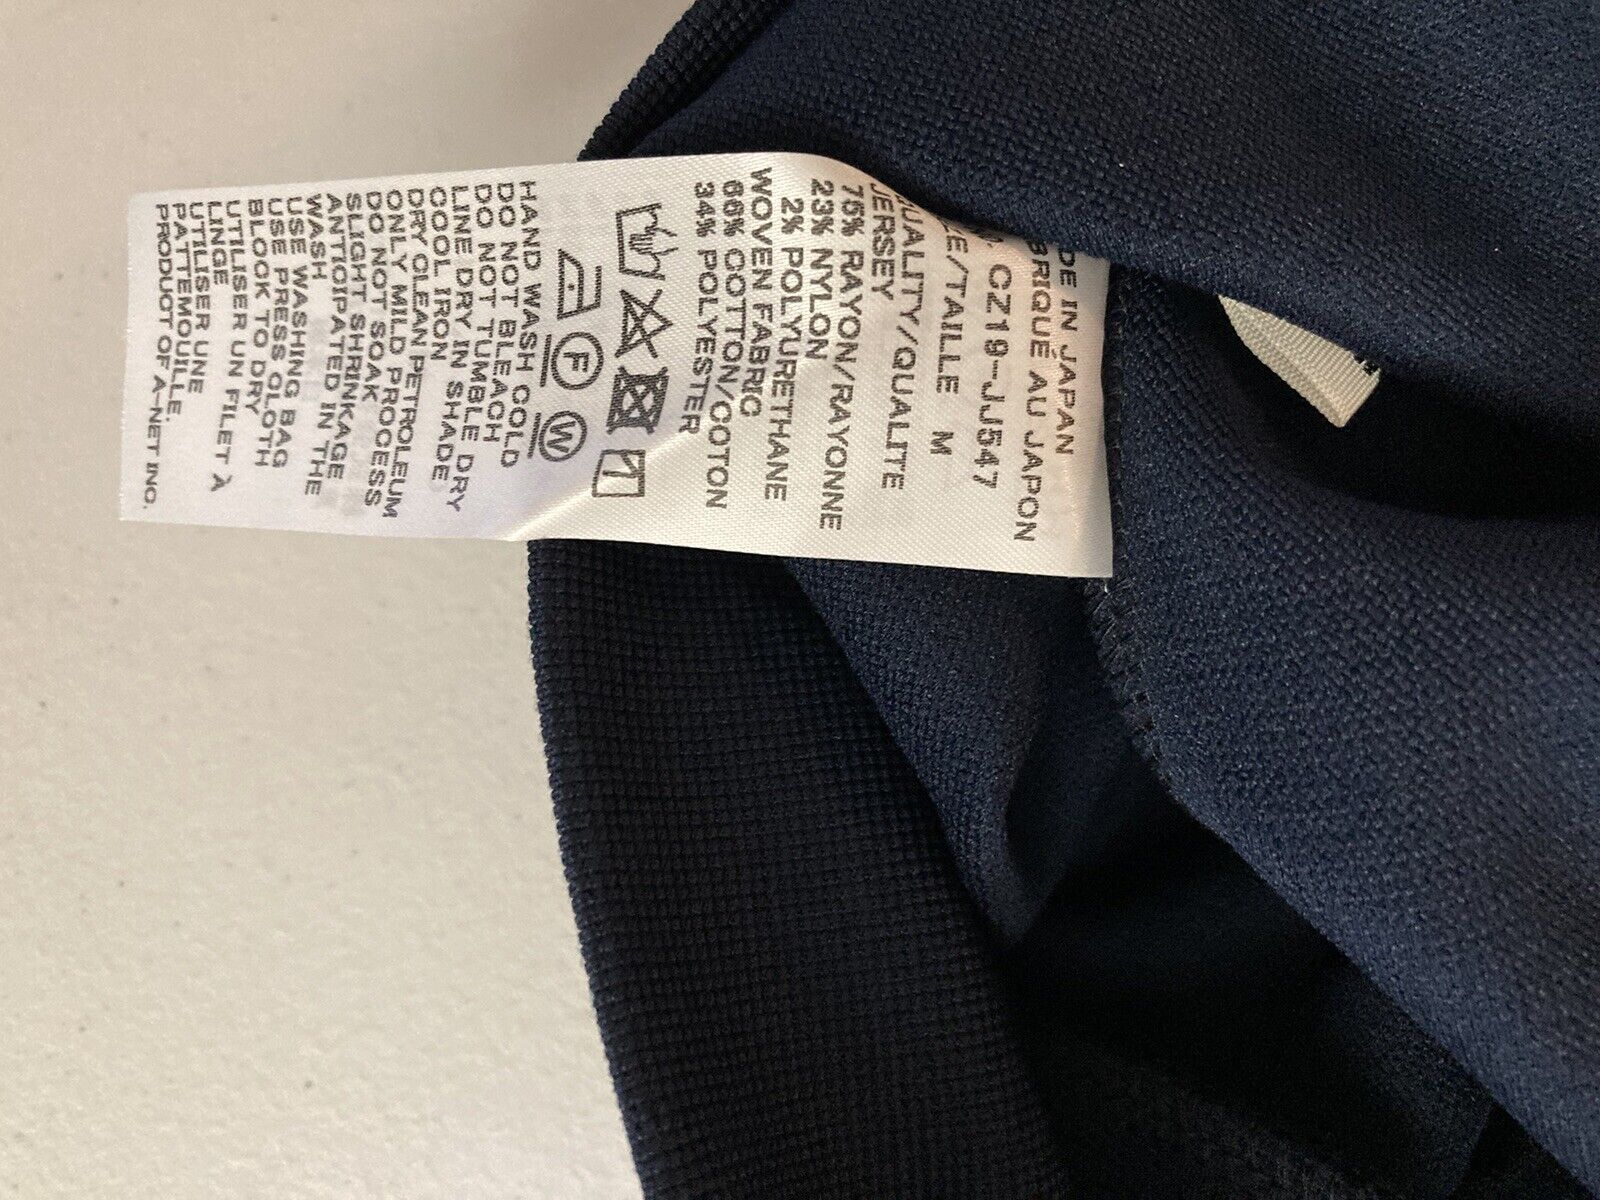 DE IN JAPAN
BRIQUÉ AU JAPON
CZ19-JJ547
ZE/TAILLE M
QUALITY/QUALITE
JERSEY
75% RAYON/RAYONNE
23% NYLON
2% POLYURETHANE
WOVEN FABRIC
66% COTTON/COTON
34% POLYESTER
F W
HAND WASH COLD
DO NOT BLEACH
DO NOT TUMBLE DRY
LINE DRY IN SHADE
COOL IRON
DRY CLEAN PETROLEUM
ONLY MILD PROCESS
DO NOT SOAK
SLIGHT SHRINKAGE
ANTICIPATED IN THE
WASH
USE WASHING BAG
USE PRESS CLOTH
BLOCK TO DRY
UTILISER UN FILET À
LINGE
UTILISER UNE
PATTEMOUILLE.
PRODUCT OF A-NET INC.